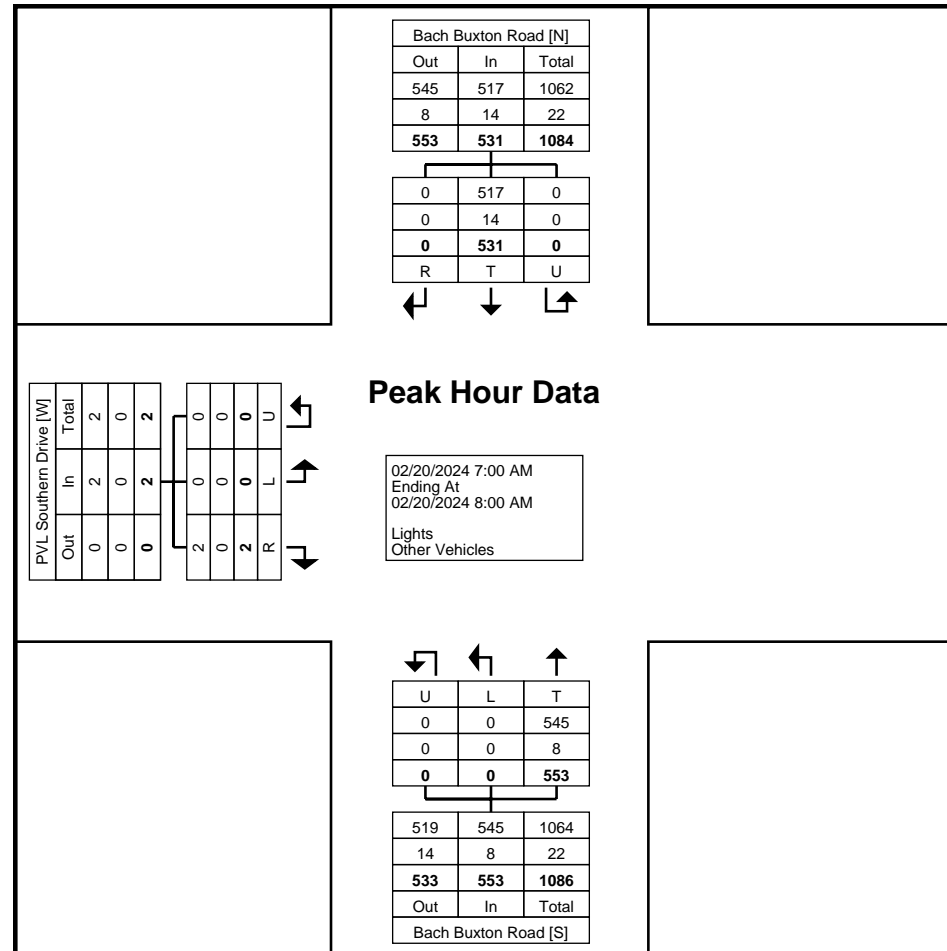 Bach Buxton Road [N]
Out In Total
545 517 1062
8 14 22
553 531 1084
0 517 0
0 14 0
0 531 0
R T U
Peak Hour Data
PVL Southern Drive [W]
Out In Total
0 2 2
0 0 0
0 2 2
2 0 0
0 0 0
2 0 0
R L U
02/20/2024 7:00 AM
Ending At
02/20/2024 8:00 AM
Lights
Other Vehicles
U L T
0 0 545
0 0 8
0 0 553
519 545 1064
14 8 22
533 553 1086
Out In Total
Bach Buxton Road [S]